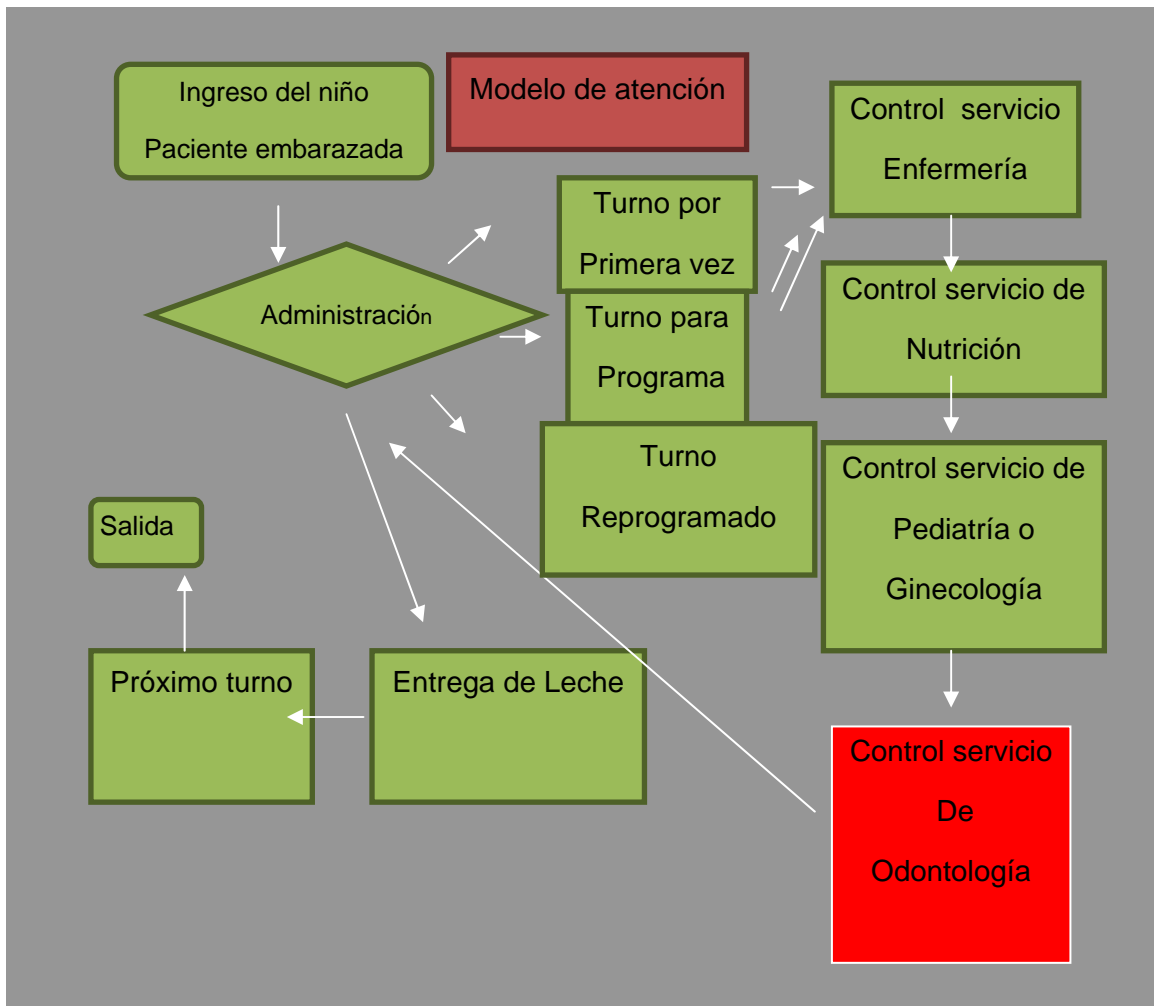 Ingreso del niño
Paciente embarazada
Modelo de atención
Control servicio
Enfermería
Turno por
Primera vez
Administración
Turno para
Programa
Control servicio de
Nutrición
Turno
Reprogramado
Control servicio de
Pediatría o
Ginecología
Salida
Próximo turno
Entrega de Leche
Control servicio
De
Odontología